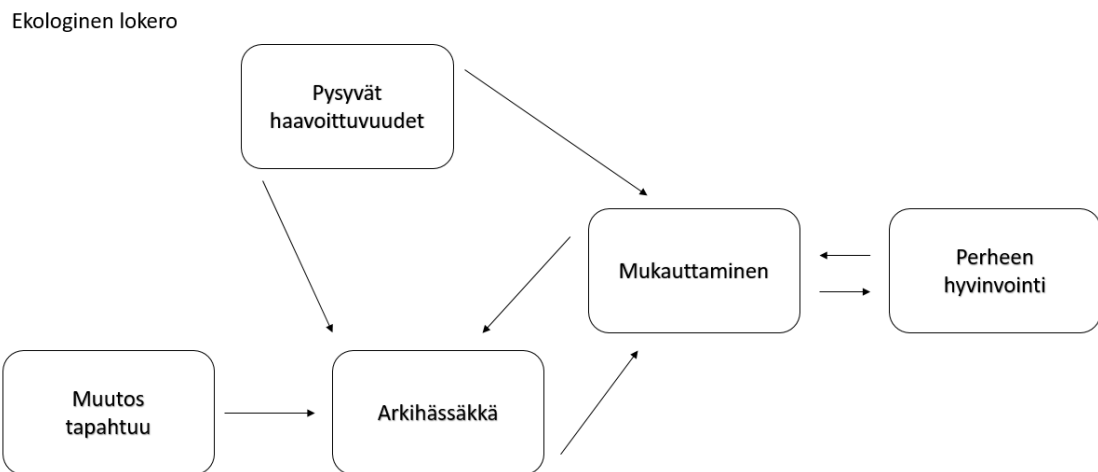 Ekologinen lokero
Pysyvät
haavoittuvuudet
Mukauttaminen
Perheen
hyvinvointi
Muutos
tapahtuu
Arkihässäkkä